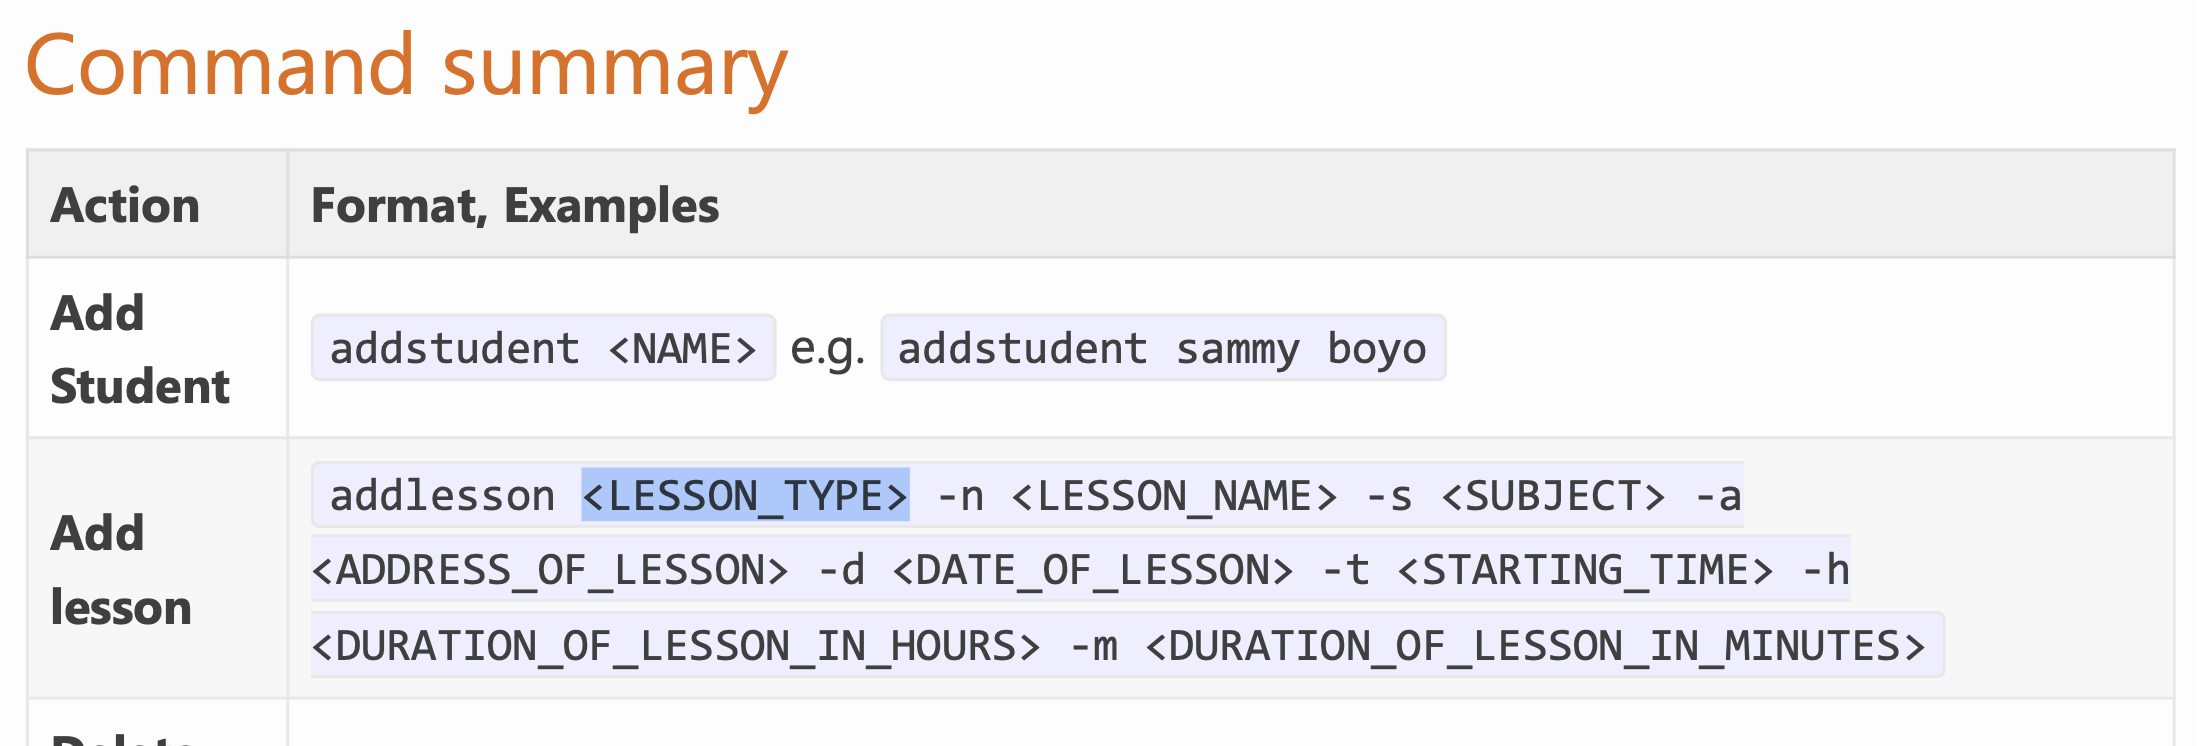 Command summary
Action Format, Examples
Add
Student
addstudent <NAME> e.g. addstudent sammy boyo
Add
lesson
addlesson <LESSON_TYPE> -n <LESSON_NAME> -s <SUBJECT> -a
<ADDRESS_OF_LESSON> -d <DATE_OF_LESSON> -t <STARTING_TIME> -h
<DURATION_OF_LESSON_IN_HOURS> -m <DURATION_OF_LESSON_IN_MINUTES>
Delete